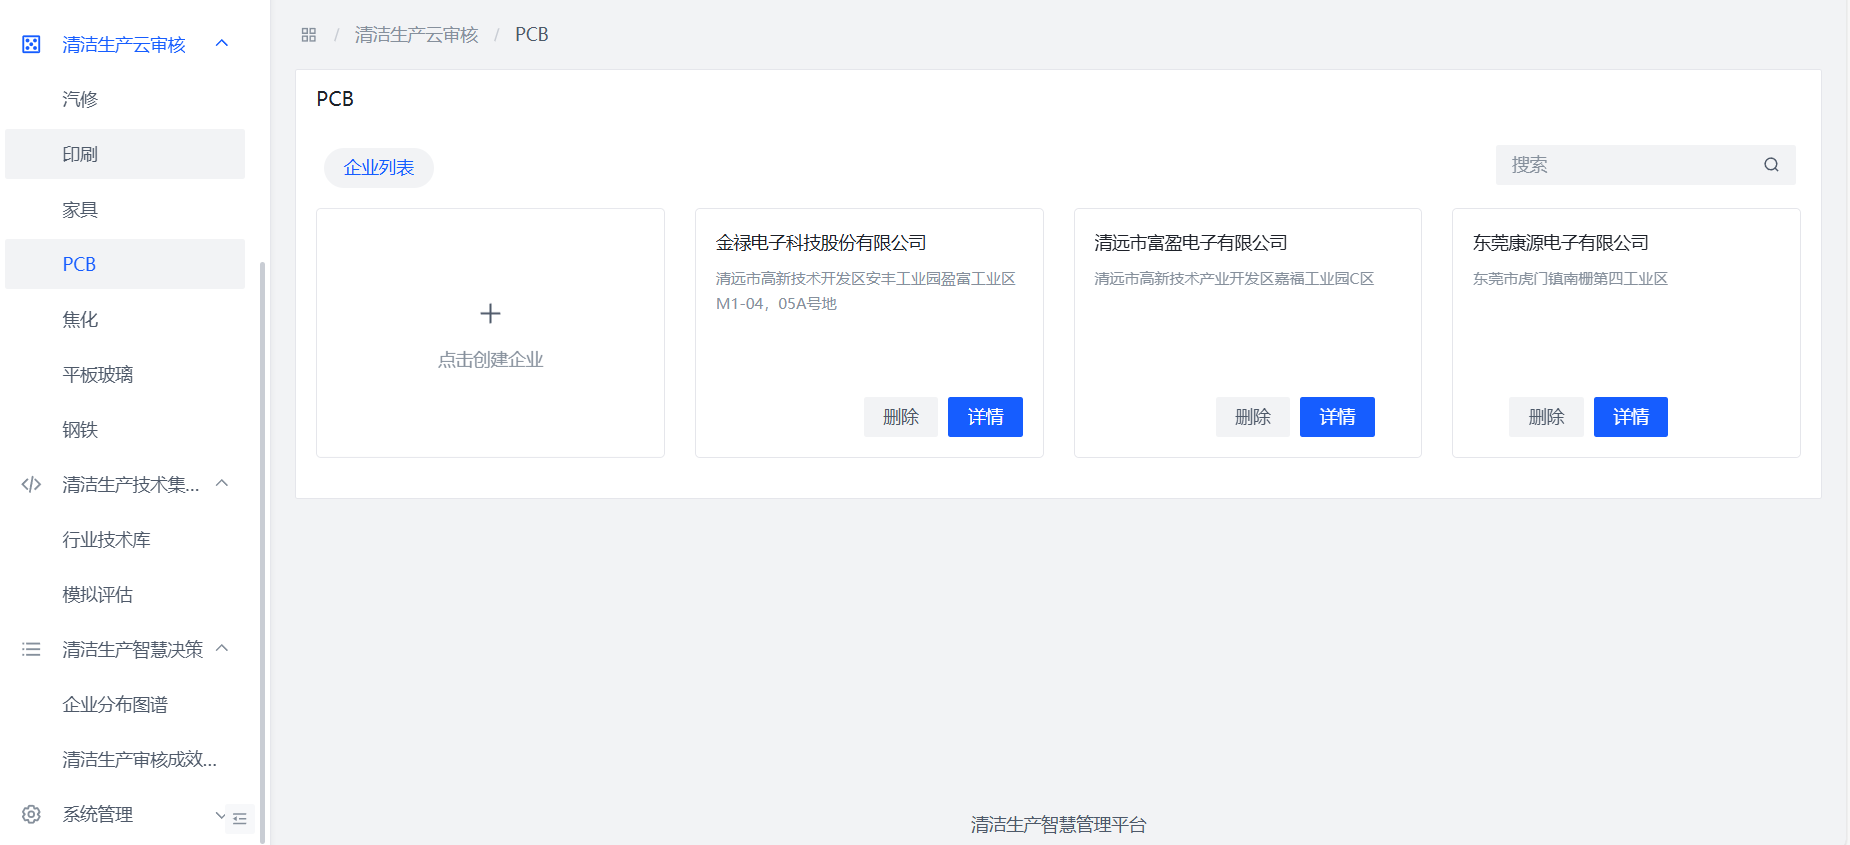 清洁生产云审核
汽修
印刷
家具
PCB
焦化
平板玻璃
钢铁
清洁生产技术集...
行业技术库
模拟评估
清洁生产智慧决策
企业分布图谱
清洁生产审核成效...
系统管理
/ 清洁生产云审核 / PCB
PCB
企业列表
搜索
点击创建企业
金禄电子科技股份有限公司
清远市高新技术开发区安丰工业园盈富工业区
M1-04，05A号地
删除 详情
清远市富盈电子有限公司
清远市高新技术产业开发区嘉福工业园C区
删除 详情
东莞康源电子有限公司
东莞市虎门镇南栅第四工业区
删除 详情
清洁生产智慧管理平台